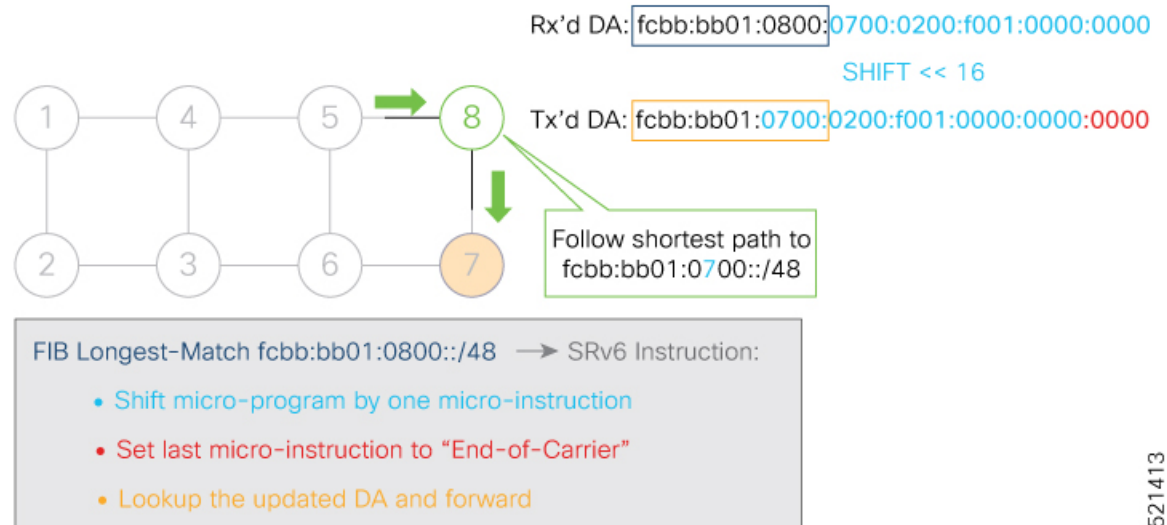 Rx'd DA: fcbb:bb01:0800:0700:0200:f001:0000:0000
SHIFT << 16
Tx'd DA: fcbb:bb01:0700:0200:f001:0000:0000:0000
1
4
5
8
2
3
6
7
Follow shortest path to
fcbb:bb01:0700::/48
FIB Longest-Match fcbb:bb01:0800::/48 → SRv6 Instruction:
• Shift micro-program by one micro-instruction
• Set last micro-instruction to “End-of-Carrier”
• Lookup the updated DA and forward
521413